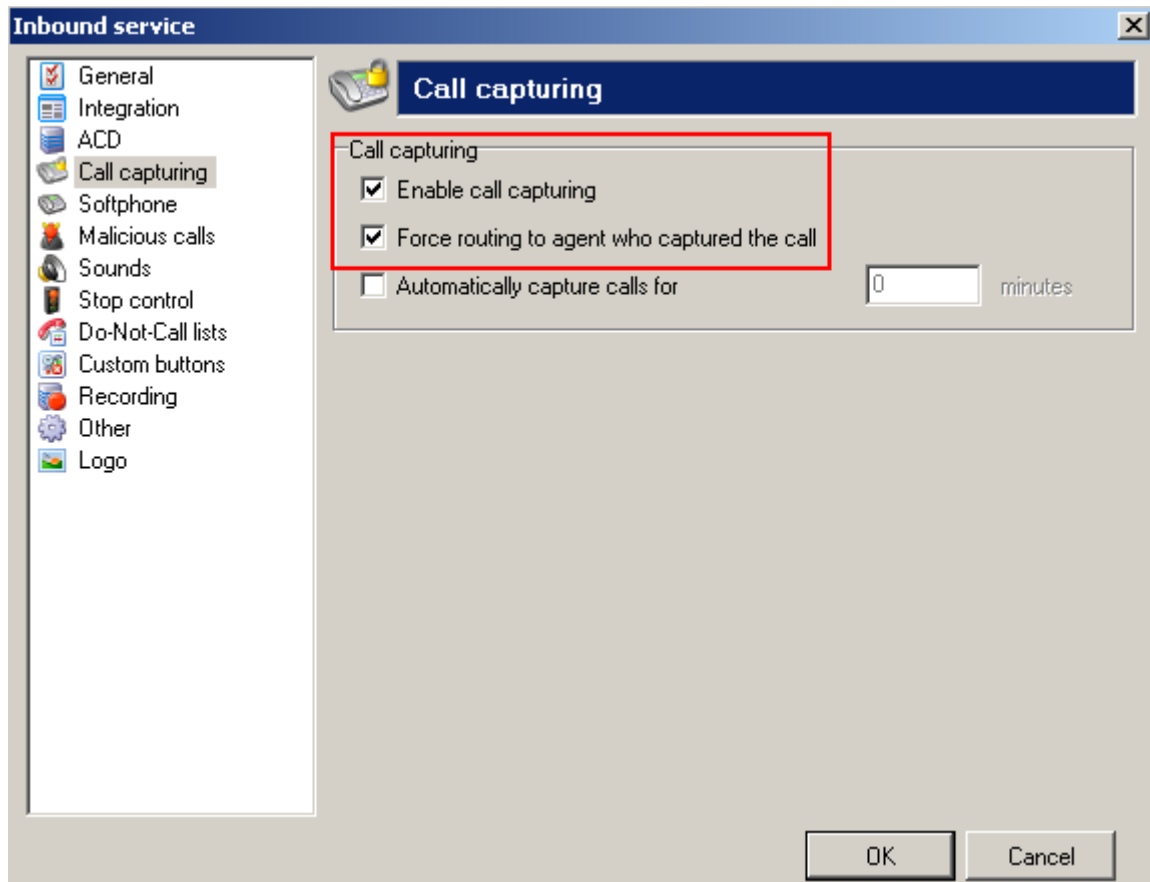 Inbound service
General
Integration
ACD
Call capturing
Softphone
Malicious calls
Sounds
Stop control
Do-Not-Call lists
Custom buttons
Recording
Other
Logo
Call capturing
Call capturing
Enable call capturing
Force routing to agent who captured the call
Automatically capture calls for 0 minutes
OK Cancel